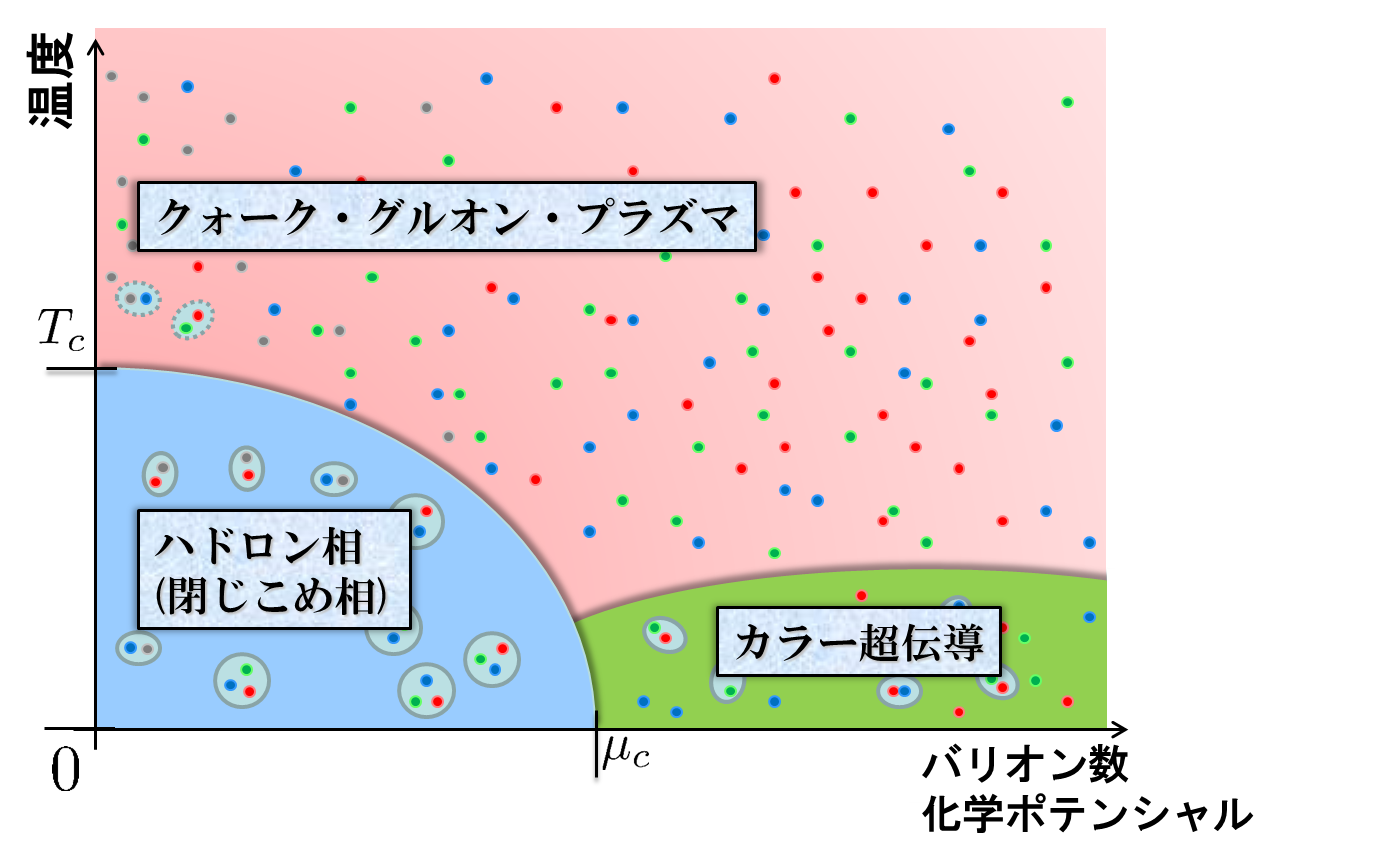 温度
クォーク・グルオン・プラズマ
T_c
ハドロン相
(閉じこめ相)
カラー超伝導
0
μ_c
バリオン数
化学ポテンシャル